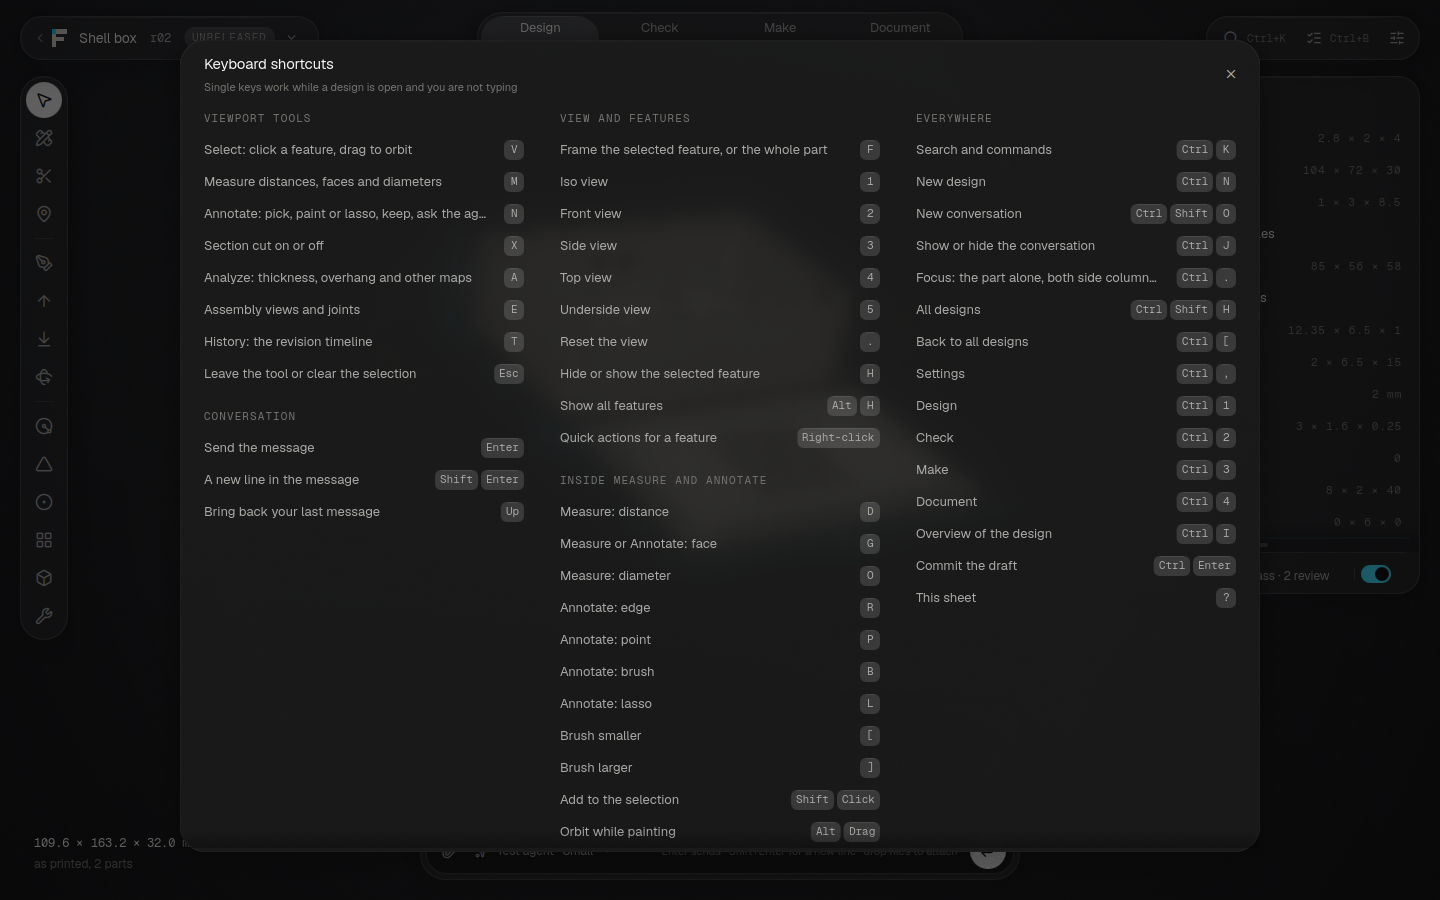 Shell box r02 UNRELEASED
Design Check Make Document
Ctrl+K Ctrl+B
Keyboard shortcuts
Single keys work while a design is open and you are not typing
VIEWPORT TOOLS
Select: click a feature, drag to orbit V
Measure distances, faces and diameters M
Annotate: pick, paint or lasso, keep, ask the ag… N
Section cut on or off X
Analyze: thickness, overhang and other maps A
Assembly views and joints E
History: the revision timeline T
Leave the tool or clear the selection Esc
CONVERSATION
Send the message Enter
A new line in the message Shift Enter
Bring back your last message Up
VIEW AND FEATURES
Frame the selected feature, or the whole part F
Iso view 1
Front view 2
Side view 3
Top view 4
Underside view 5
Reset the view .
Hide or show the selected feature H
Show all features Alt H
Quick actions for a feature Right-click
INSIDE MEASURE AND ANNOTATE
Measure: distance D
Measure or Annotate: face G
Measure: diameter O
Annotate: edge R
Annotate: point P
Annotate: brush B
Annotate: lasso L
Brush smaller [
Brush larger ]
Add to the selection Shift Click
Orbit while painting Alt Drag
EVERYWHERE
Search and commands Ctrl K
New design Ctrl N
New conversation Ctrl Shift O
Show or hide the conversation Ctrl J
Focus: the part alone, both side column… Ctrl .
All designs Ctrl Shift H
Back to all designs Ctrl [
Settings Ctrl ,
Design Ctrl 1
Check Ctrl 2
Make Ctrl 3
Document Ctrl 4
Overview of the design Ctrl I
Commit the draft Ctrl Enter
This sheet ?
2.8 × 2 × 4
104 × 72 × 30
1 × 3 × 8.5
85 × 56 × 58
12.35 × 6.5 × 1
2 × 6.5 × 15
2 mm
3 × 1.6 × 0.25
0
8 × 2 × 40
0 × 6 × 0
2 review
109.6 × 163.2 × 32.0
as printed, 2 parts